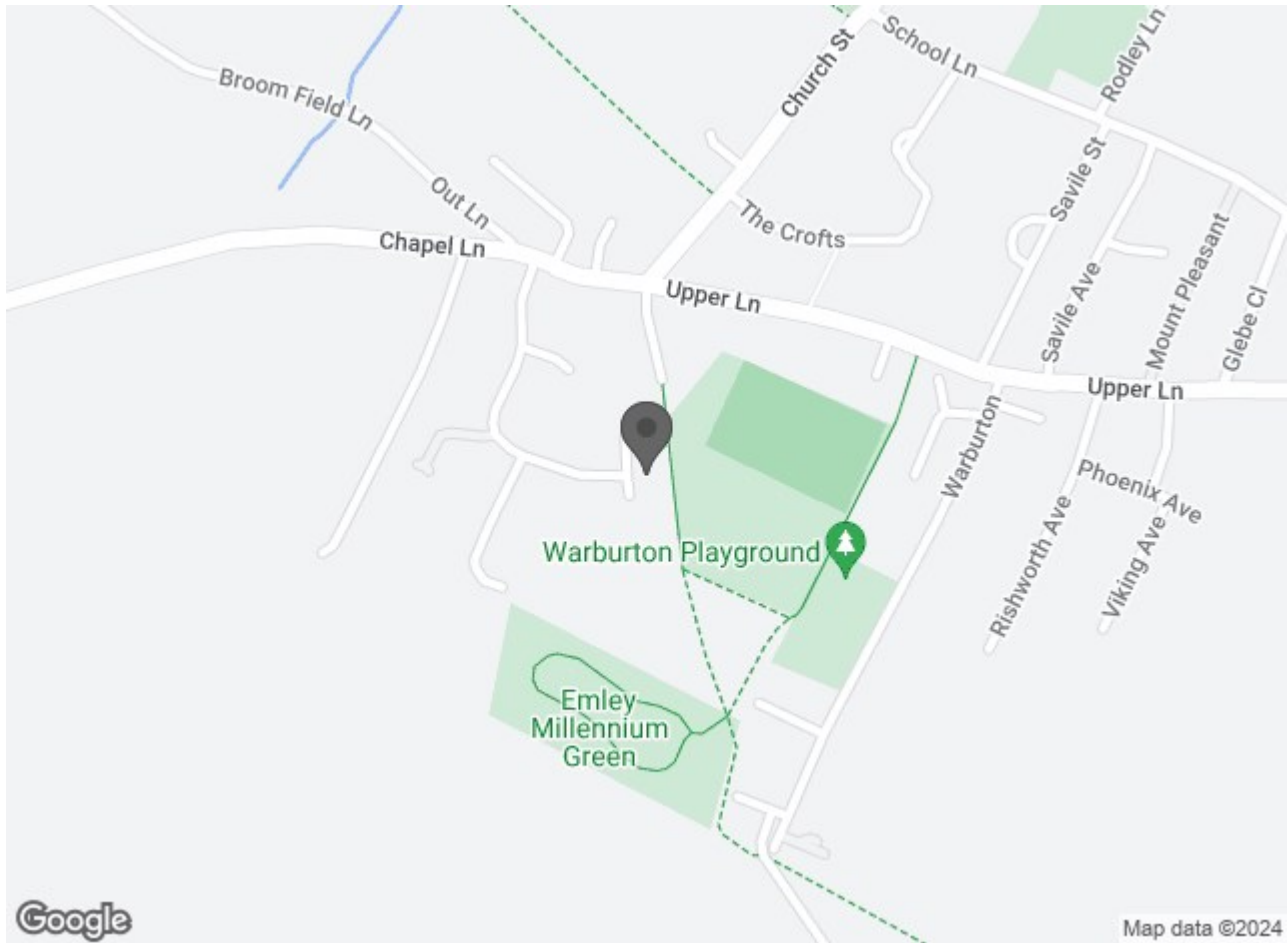 School Ln
Rodley Ln
Church St
Broom Field Ln
Savile St
Out Ln
The Crofts
Chapel Ln
Mount Pleasant
Upper Ln
Savile Ave
Glebe Cl
Upper Ln
Warburton
Phoenix Ave
Rishworth Ave
Viking Ave
Warburton Playground
Emley
Millennium
Green
Google
Map data ©2024